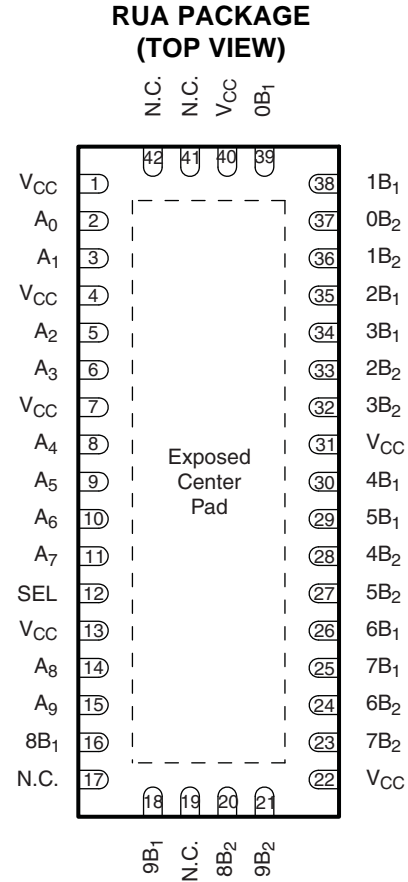 RUA PACKAGE
(TOP VIEW)
N.C. N.C. VCC 0B1
42 41 40 39
VCC 1 38 1B1
A0 2 37 0B2
A1 3 36 1B2
VCC 4 35 2B1
A2 5 34 3B1
A3 6 33 2B2
VCC 7 32 3B2
A4 8 31 VCC
Exposed
Center
Pad
A5 9 30 4B1
A6 10 29 5B1
A7 11 28 4B2
SEL 12 27 5B2
VCC 13 26 6B1
A8 14 25 7B1
A9 15 24 6B2
8B1 16 23 7B2
N.C. 17 22 VCC
18 19 20 21
9B1 N.C. 8B2 9B2